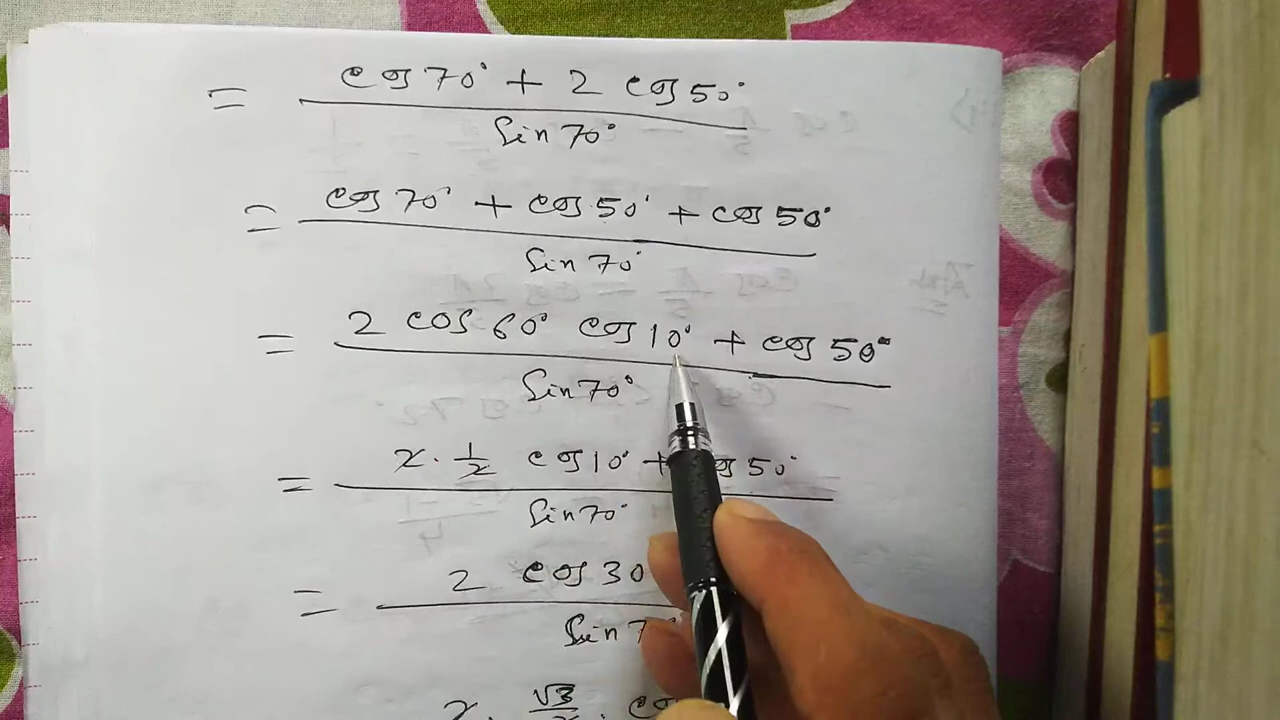 = cos 70° + 2 cos 50°
sin 70°
= cos 70° + cos 50° + cos 50°
sin 70°
= 2 cos 60° cos 10° + cos 50°
sin 70°
= 2 · 1/2 cos 10° + cos 50°
sin 70°
= 2 cos 30
sin 7
2 · √3